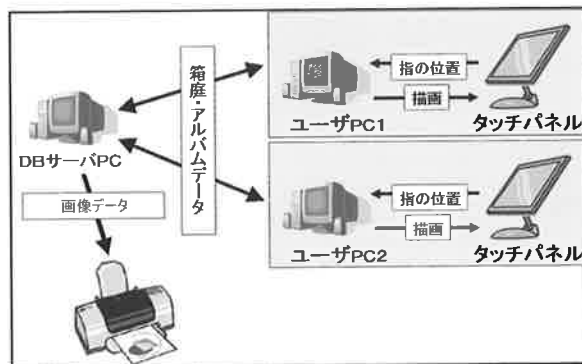 DBサーバPC
画像データ
箱庭・アルバムデータ
指の位置
描画
ユーザPC1
タッチパネル
指の位置
描画
ユーザPC2
タッチパネル